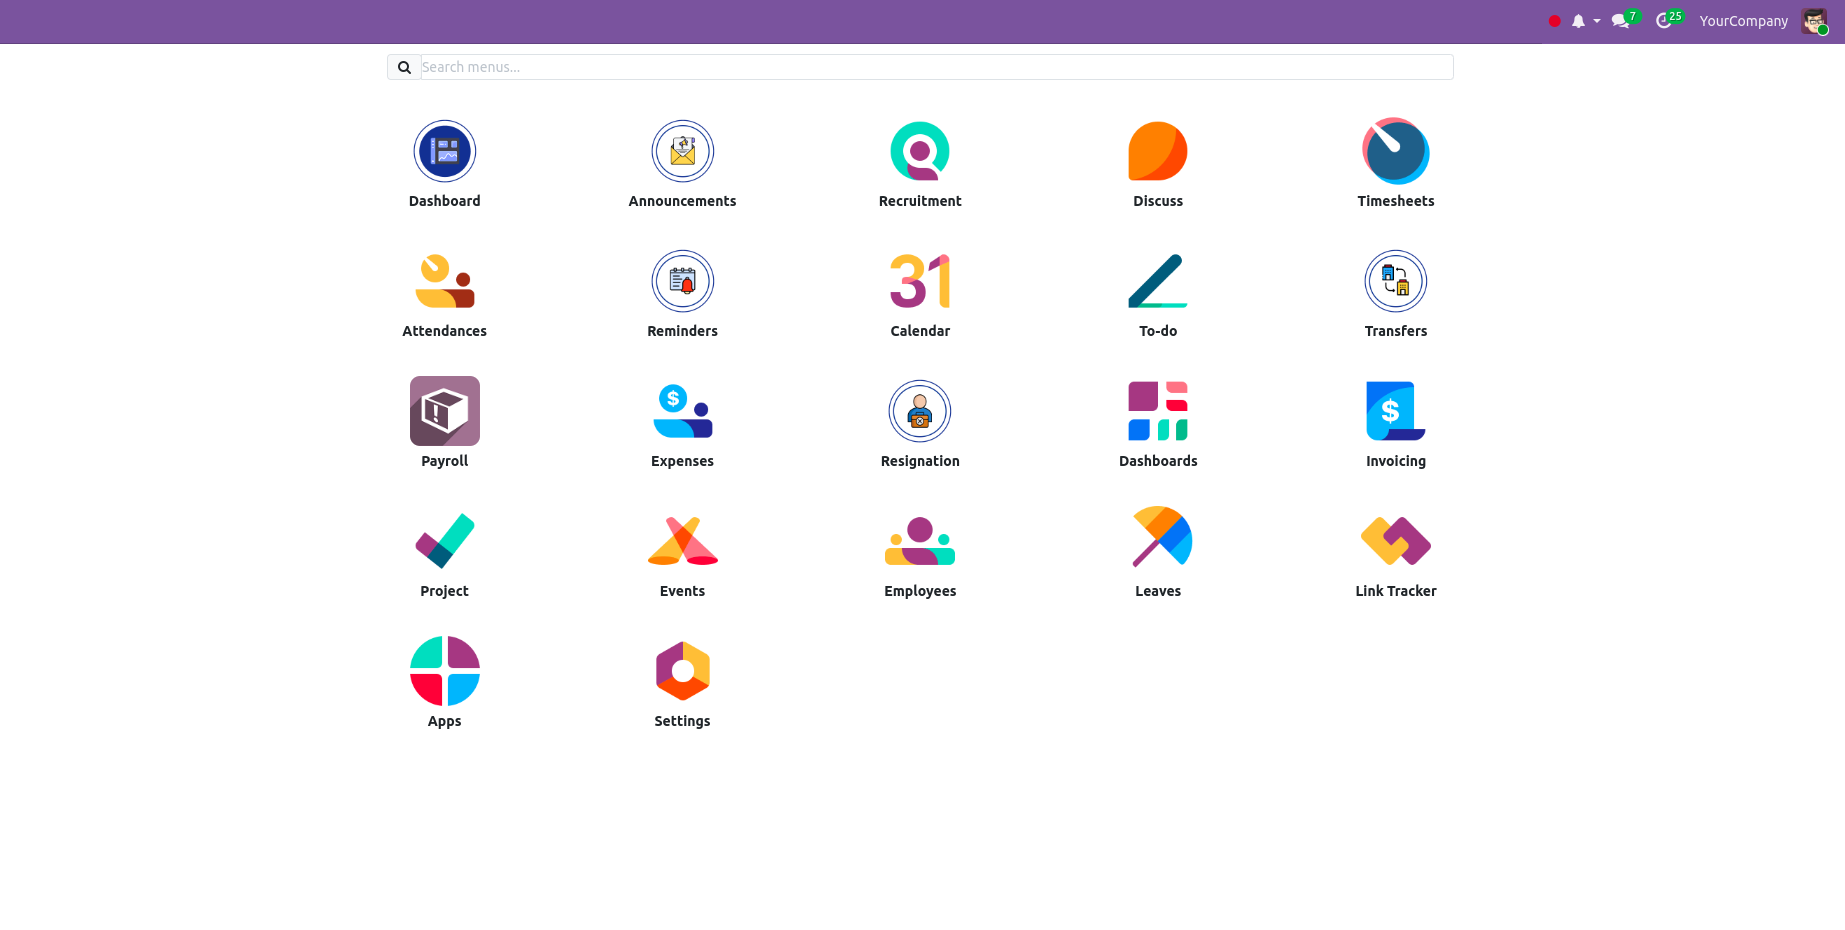 7 25 YourCompany
Search menus...
Dashboard Announcements Recruitment Discuss Timesheets
31
Attendances Reminders Calendar To-do Transfers
$ $
Payroll Expenses Resignation Dashboards Invoicing
Project Events Employees Leaves Link Tracker
Apps Settings